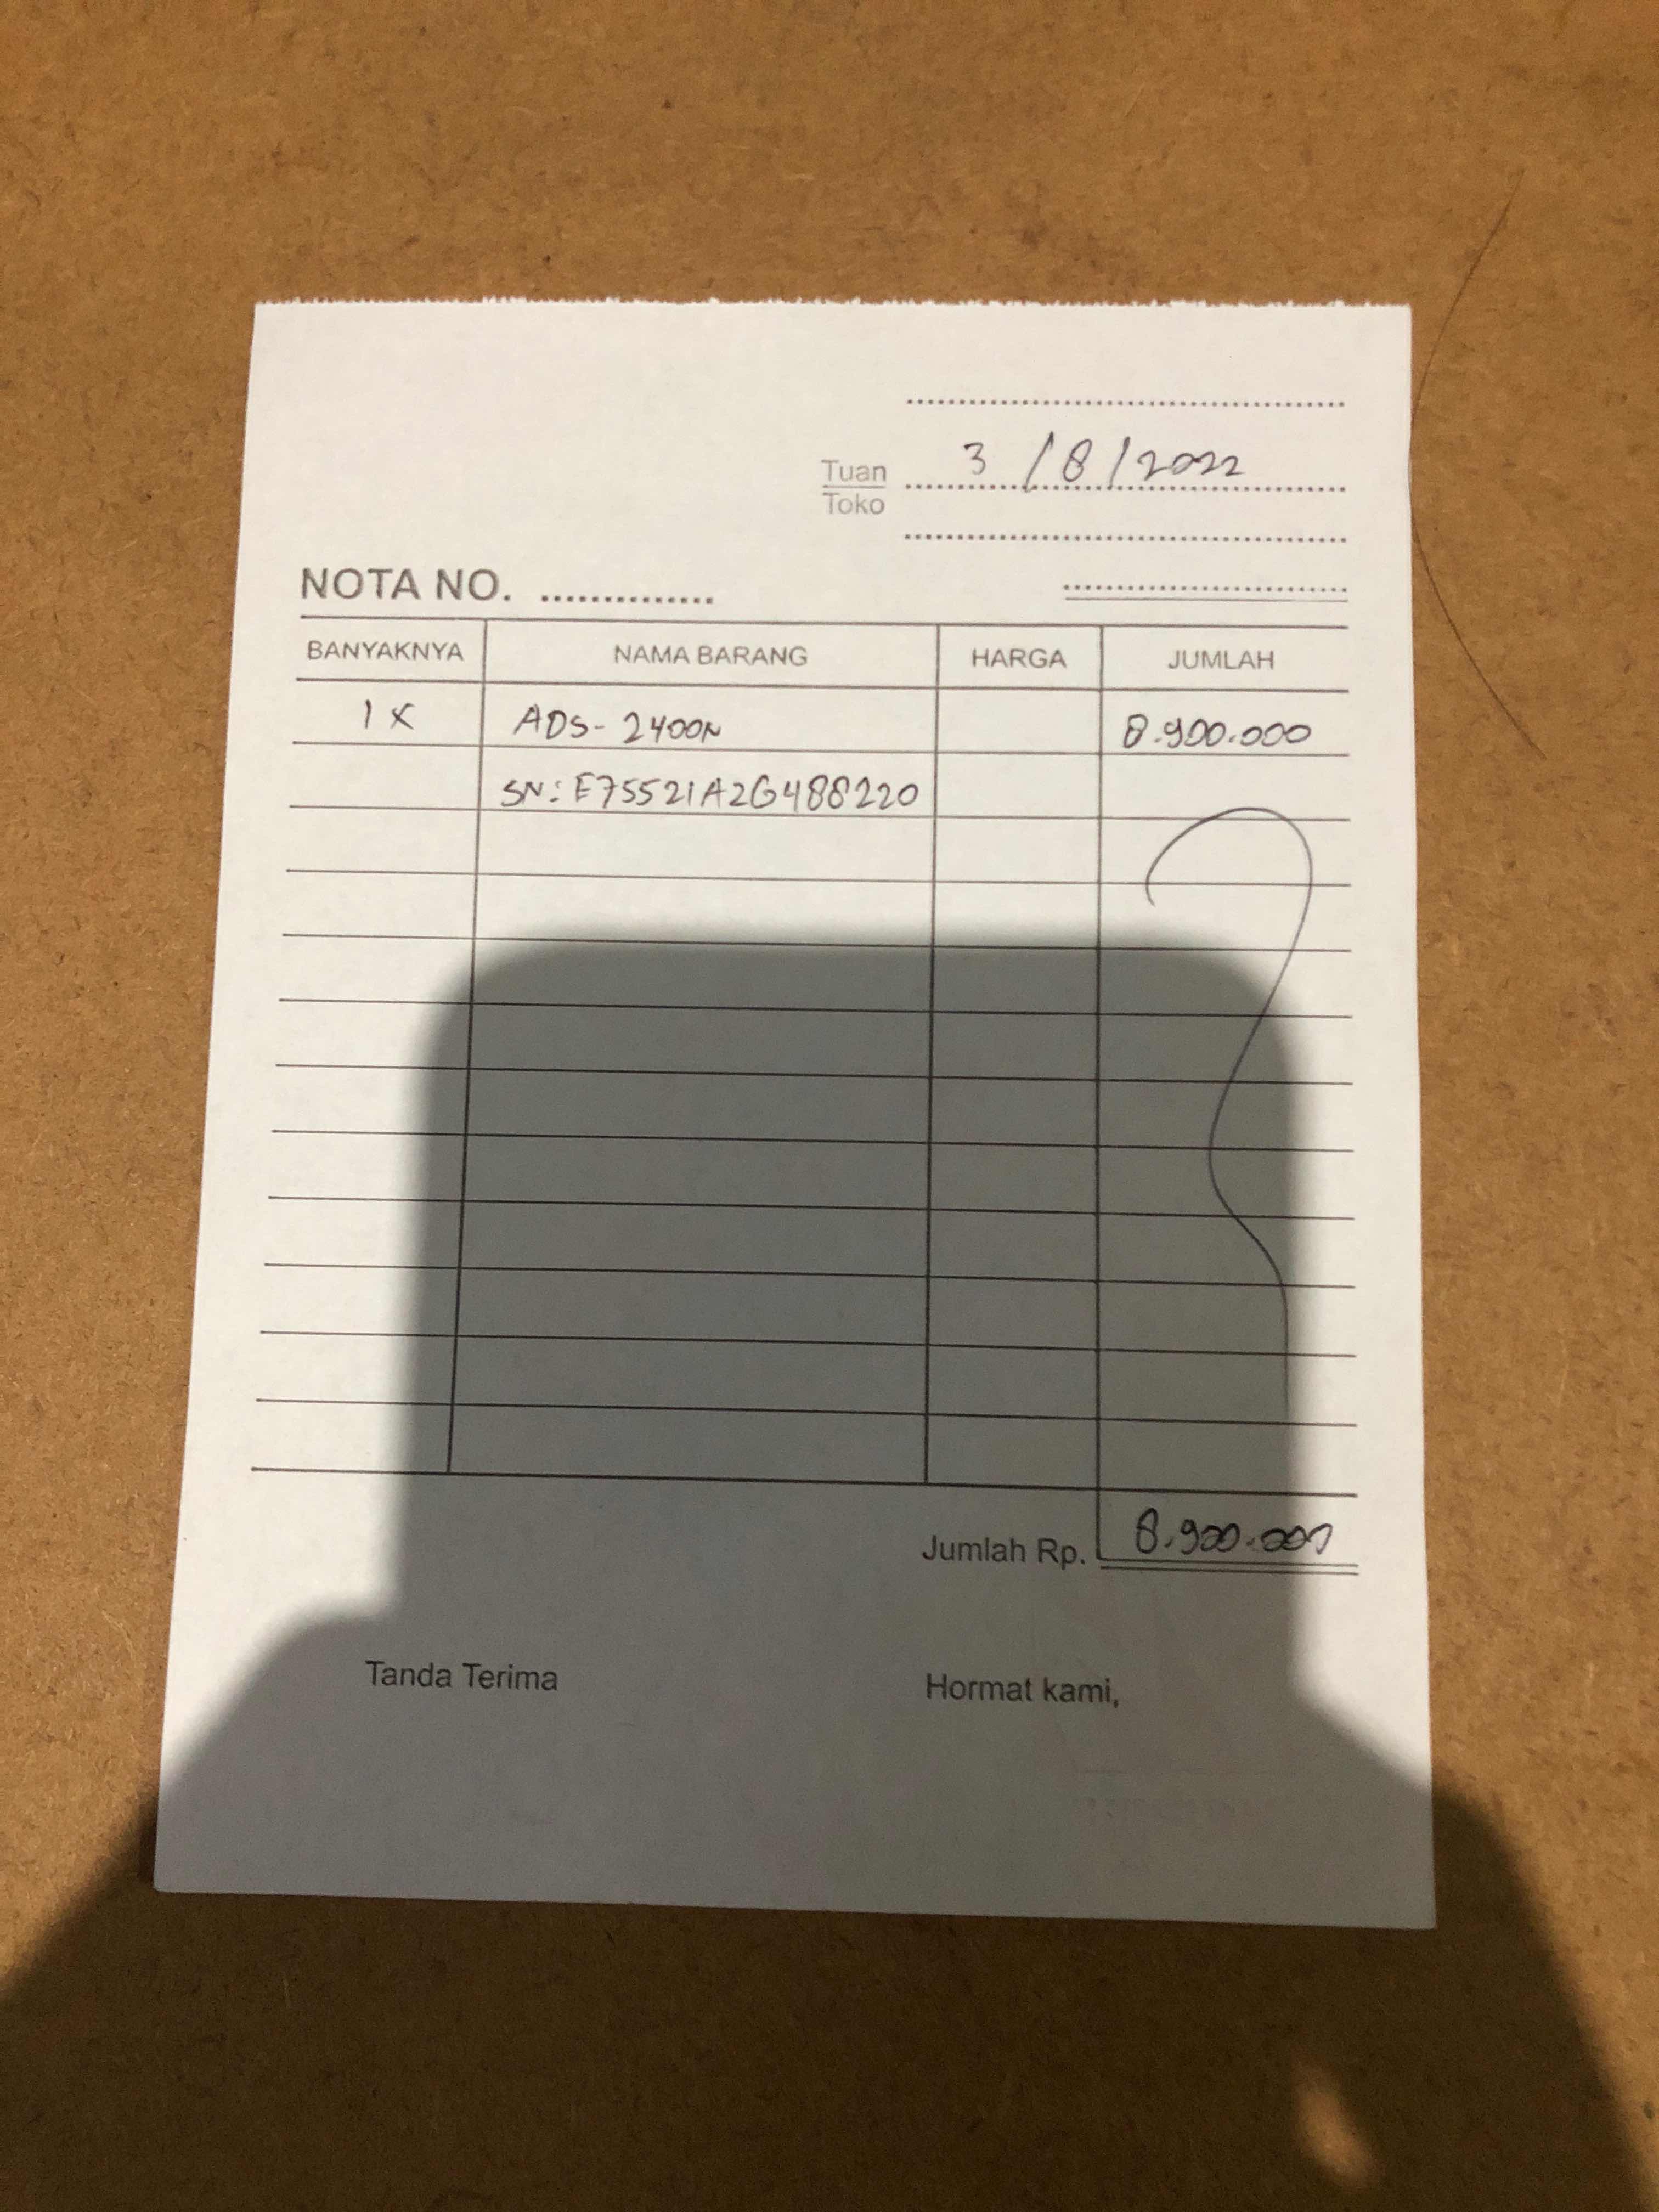 3/8/2022
Tuan
Toko
NOTA NO. ..............
BANYAKNYA NAMA BARANG HARGA JUMLAH
1x ADS-2400N 8.900.000
SN: E75521A2G488220
Jumlah Rp. 8.900.000
Tanda Terima Hormat kami,